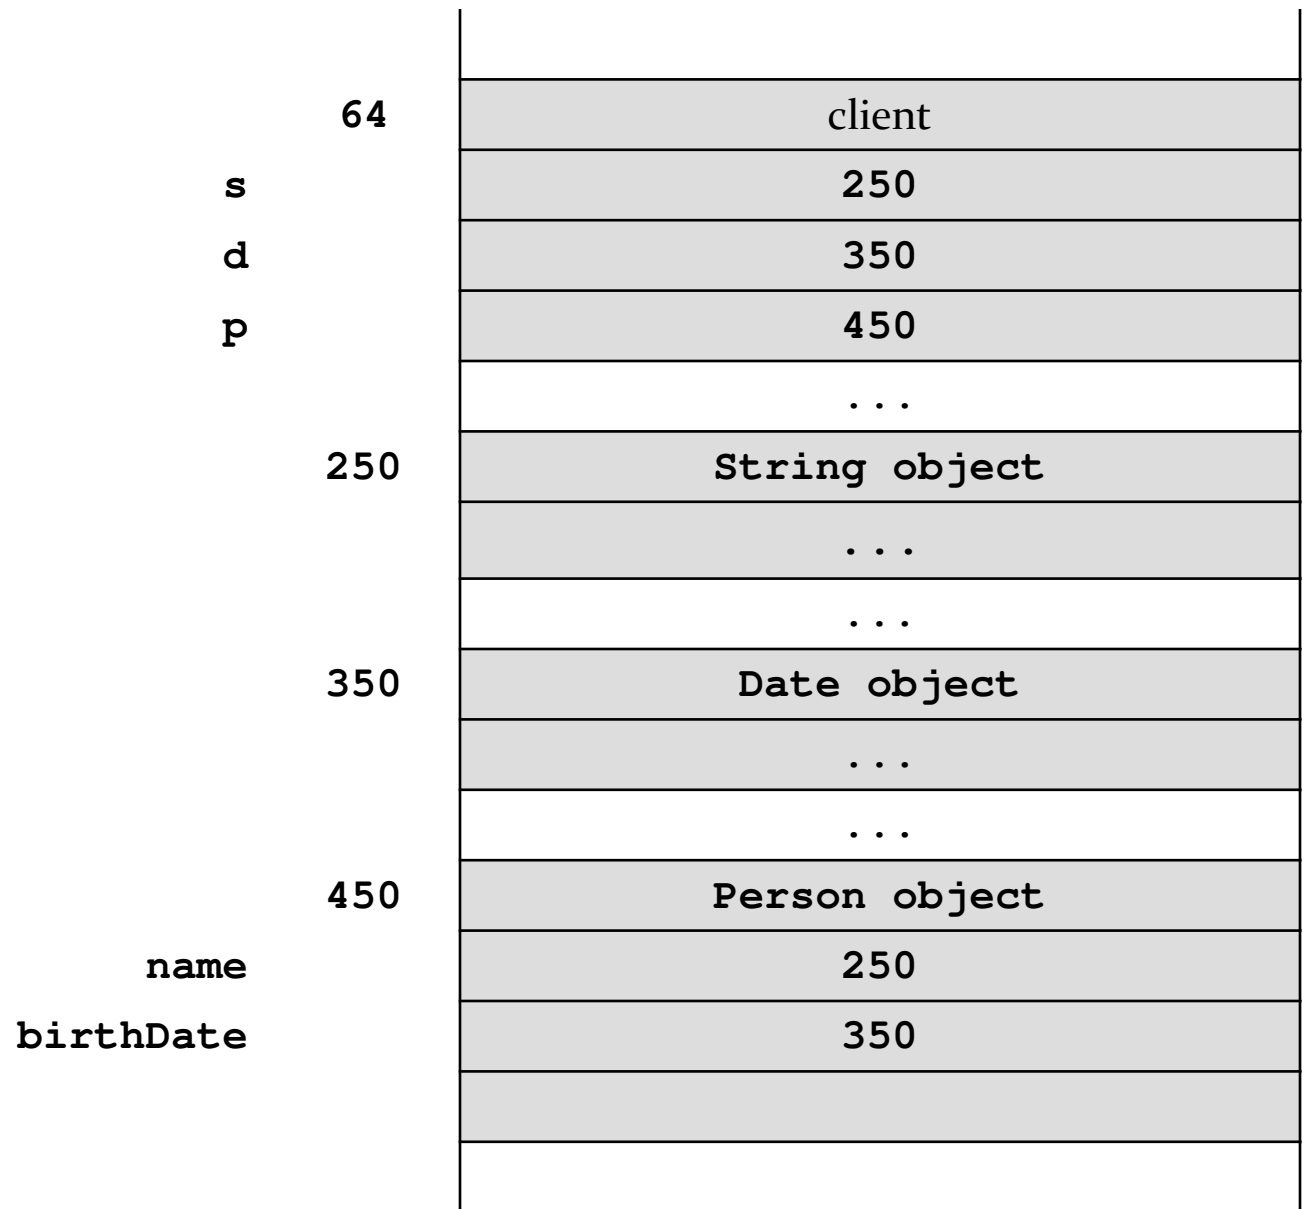 64 client
s 250
d 350
p 450
...
250 String object
...
...
350 Date object
...
...
450 Person object
name 250
birthDate 350